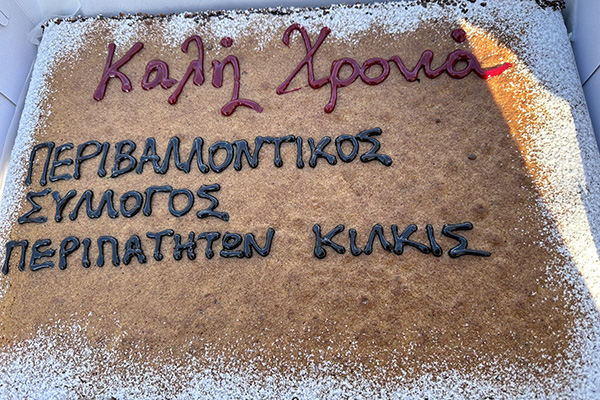 Καλή Χρονιά
ΠΕΡΙΒΑΛΛΟΝΤΙΚΟΣ
ΣΥΛΛΟΓΟΣ
ΠΕΡΙΠΑΤΗΤΩΝ ΚΙΛΚΙΣ